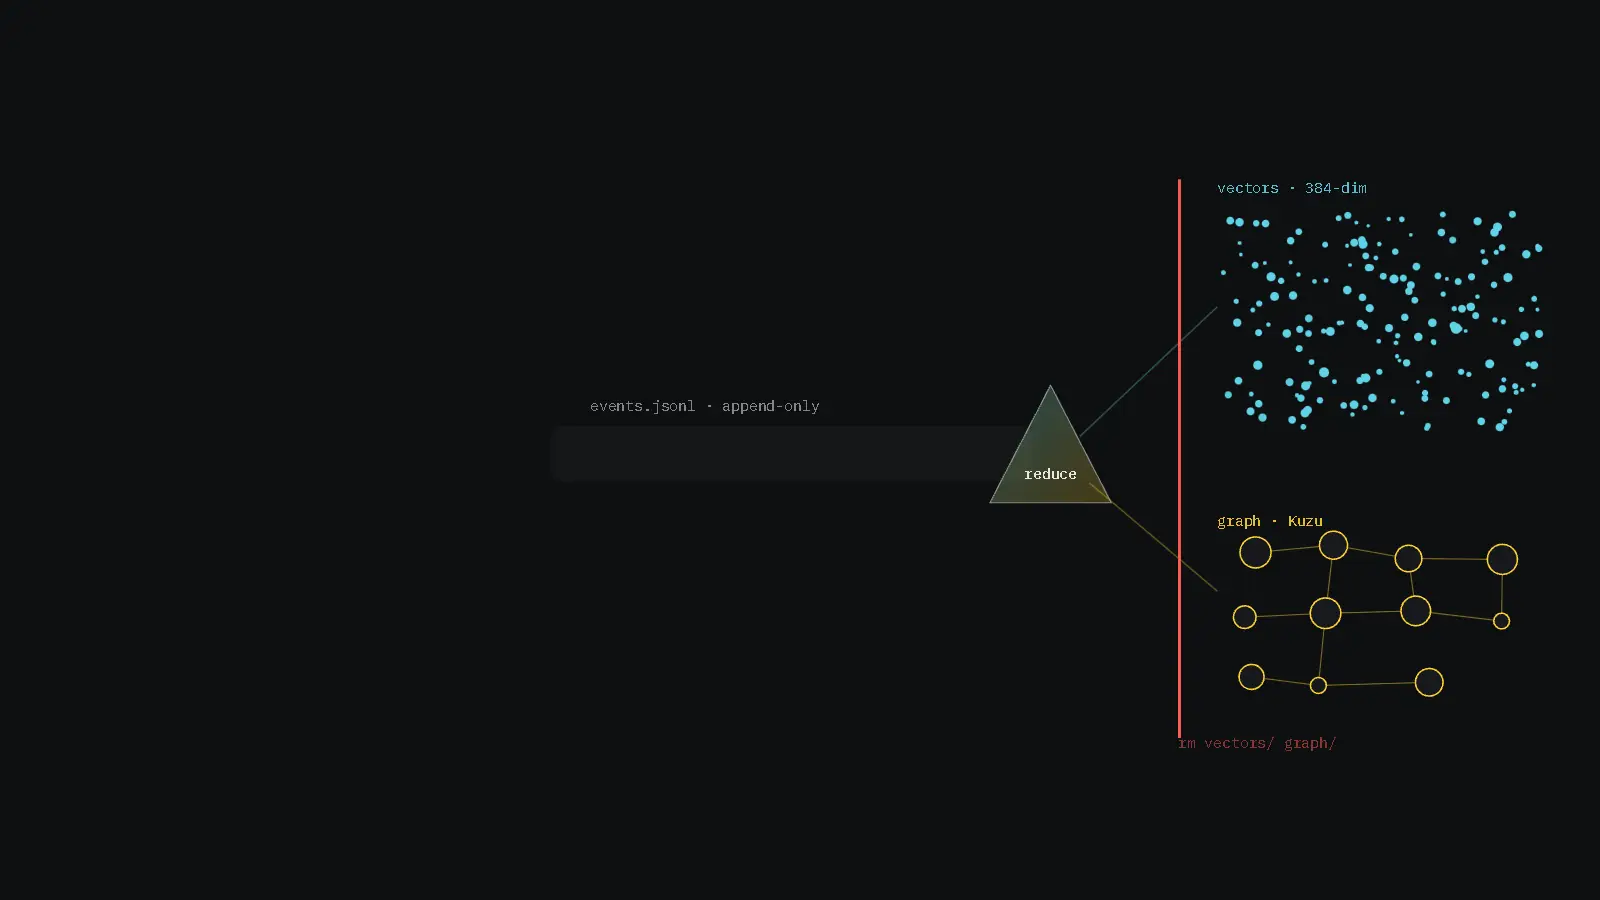 vectors · 384-dim
events.jsonl · append-only
reduce
graph · Kuzu
rm vectors/ graph/